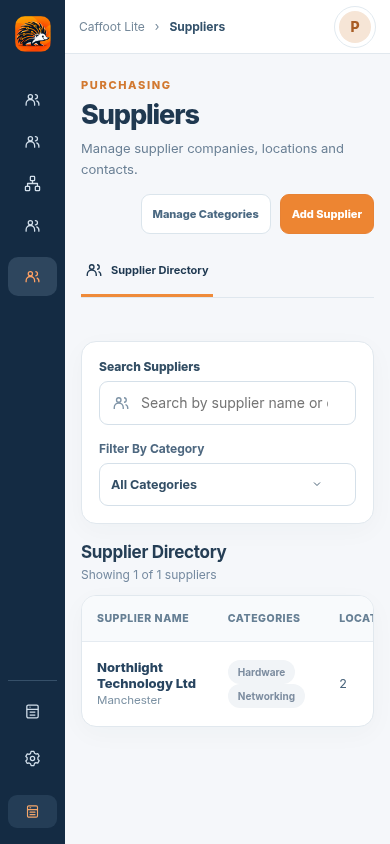 Caffoot Lite › Suppliers
P
PURCHASING
Suppliers
Manage supplier companies, locations and
contacts.
Manage Categories Add Supplier
Supplier Directory
Search Suppliers
Search by supplier name or
Filter By Category
All Categories
Supplier Directory
Showing 1 of 1 suppliers
SUPPLIER NAME CATEGORIES LOCAT
Northlight
Technology Ltd
Manchester
Hardware
Networking
2